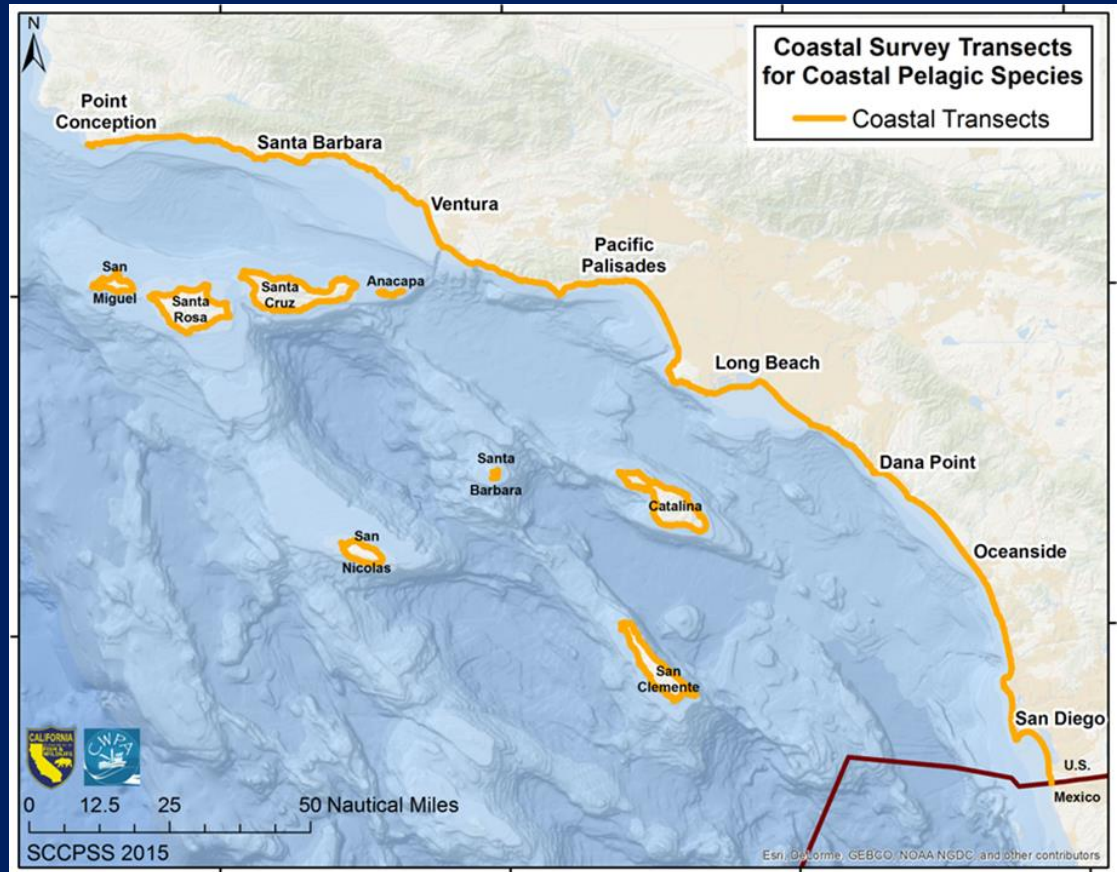 N
Coastal Survey Transects
for Coastal Pelagic Species
Coastal Transects
Point
Conception
Santa Barbara
Ventura
Pacific
Palisades
San
Miguel
Santa
Rosa
Santa
Cruz
Anacapa
Long Beach
Dana Point
Santa
Barbara
Catalina
San
Nicolas
Oceanside
San
Clemente
San Diego
U.S.
Mexico
CALIFORNIA
CWPA
0 12.5 25 50 Nautical Miles
SCCPSS 2015
Esri, DeLorme, GEBCO, NOAA NGDC, and other contributors